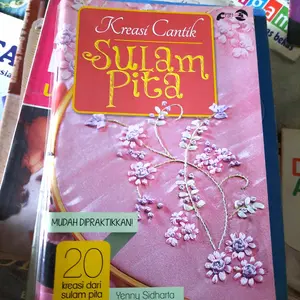 Kreasi Cantik
Sulam
Pita
MUDAH DIPRAKTIKKAN!
20
kreasi dari
sulam pita
Yenny Sidharta